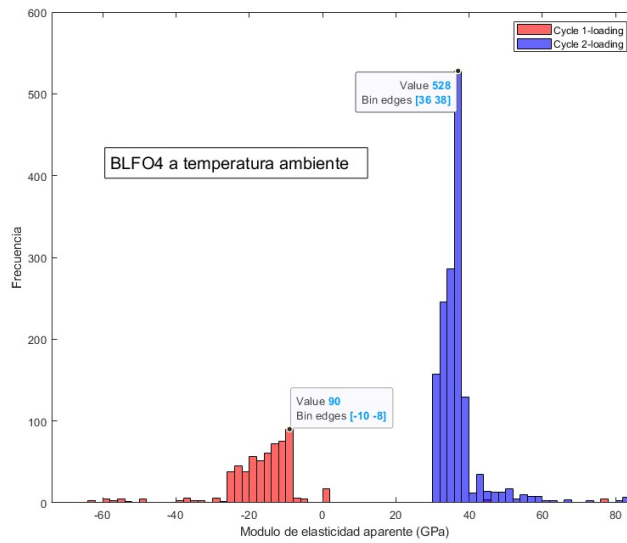 600
500
400
300
200
100
0
Frecuencia
Cycle 1-loading
Cycle 2-loading
Value 528
Bin edges [36 38]
BLFO4 a temperatura ambiente
Value 90
Bin edges [-10 -8]
-60
-40
-20
0
20
40
60
80
Modulo de elasticidad aparente (GPa)